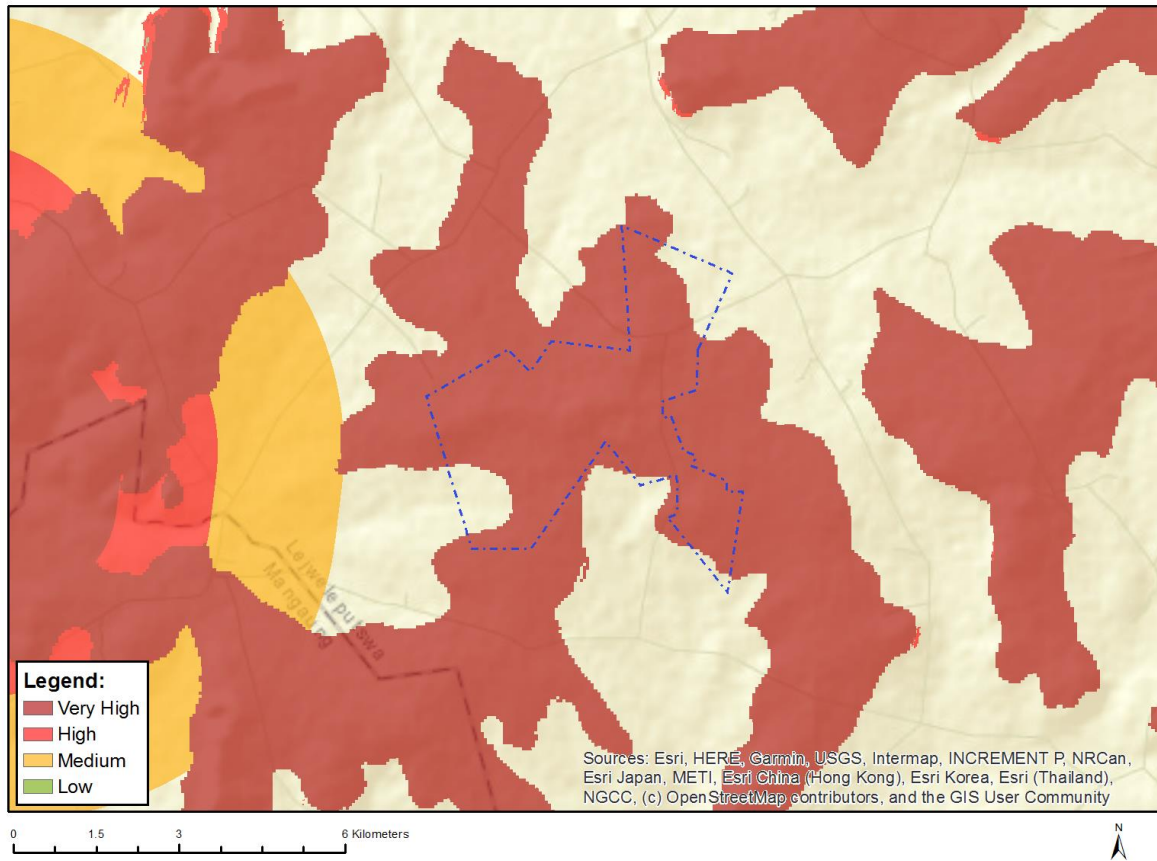 Lejweleputswa
Mangaung
Legend:
Very High
High
Medium
Low
Sources: Esri, HERE, Garmin, USGS, Intermap, INCREMENT P, NRCan,
Esri Japan, METI, Esri China (Hong Kong), Esri Korea, Esri (Thailand),
NGCC, (c) OpenStreetMap contributors, and the GIS User Community
0 1.5 3 6 Kilometers
N